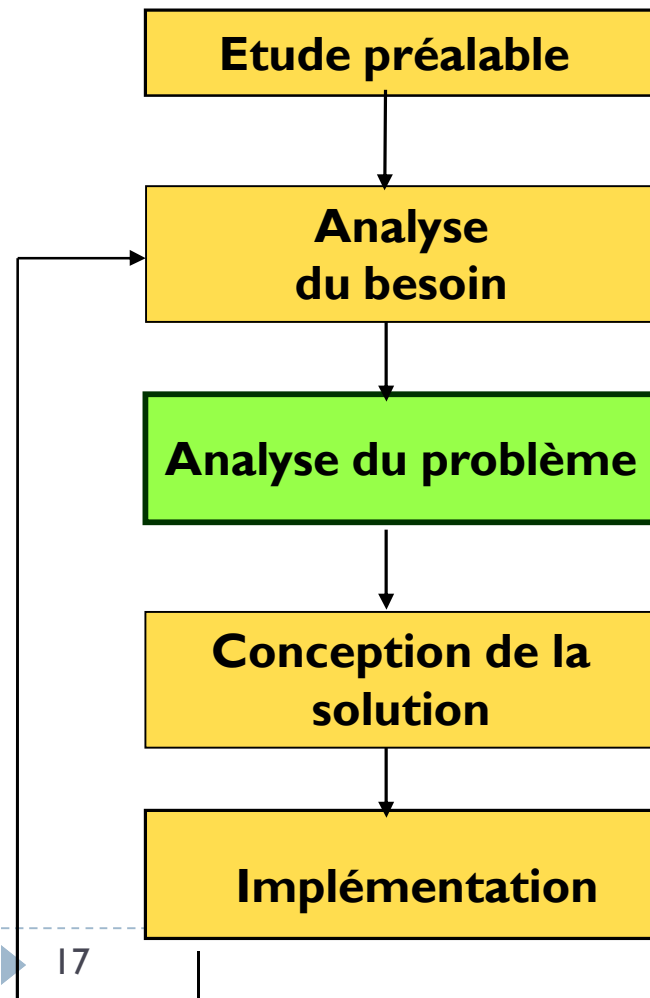 Etude préalable
Analyse
du besoin
Analyse du problème
Conception de la
solution
Implémentation
17